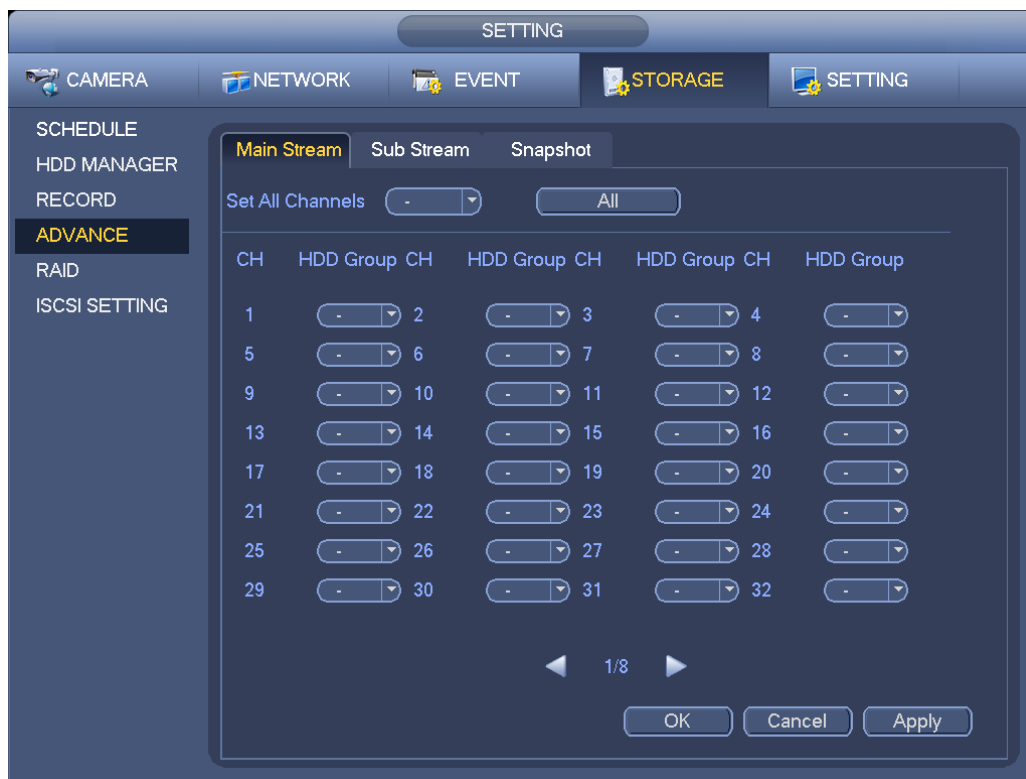 SETTING
CAMERA NETWORK EVENT STORAGE SETTING
SCHEDULE
HDD MANAGER
RECORD
ADVANCE
RAID
ISCSI SETTING
Main Stream Sub Stream Snapshot
Set All Channels - All
CH HDD Group CH HDD Group CH HDD Group CH HDD Group
1 - 2 - 3 - 4 -
5 - 6 - 7 - 8 -
9 - 10 - 11 - 12 -
13 - 14 - 15 - 16 -
17 - 18 - 19 - 20 -
21 - 22 - 23 - 24 -
25 - 26 - 27 - 28 -
29 - 30 - 31 - 32 -
1/8
OK Cancel Apply